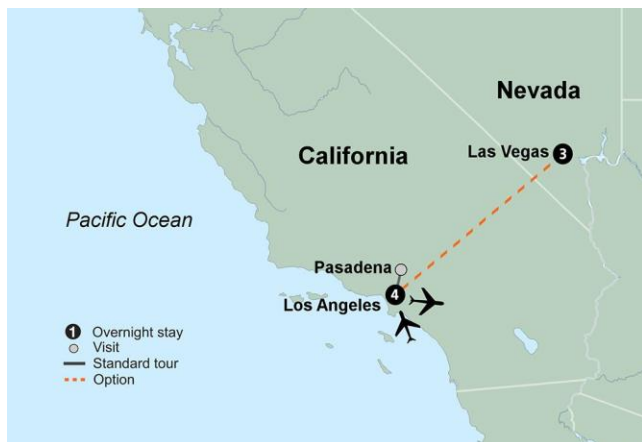 Nevada
Las Vegas 3
California
Pacific Ocean
Pasadena
Los Angeles 4
1 Overnight stay
Visit
Standard tour
Option